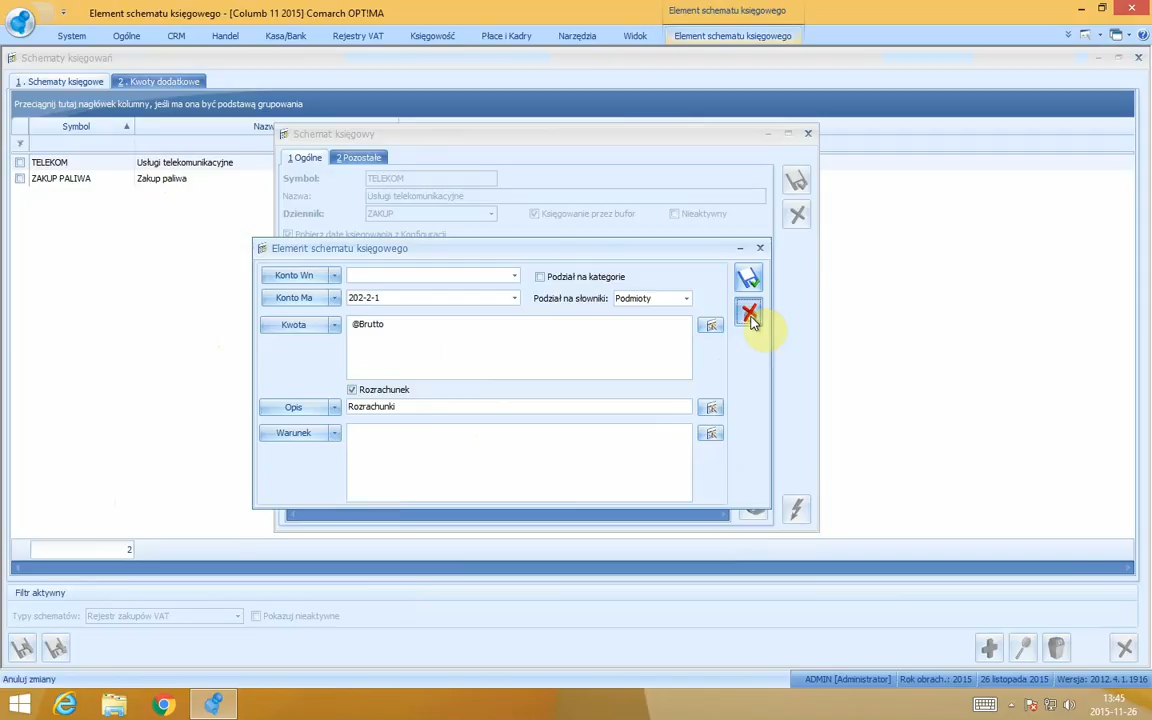 Element schematu księgowego - [Columb 11 2015] Comarch OPT!MA
Element schematu księgowego
System Ogólne CRM Handel Kasa/Bank Rejestry VAT Księgowość Płace i Kadry Narzędzia Widok Element schematu księgowego
Schematy księgowań
1 . Schematy księgowe 2 . Kwoty dodatkowe
Przeciągnij tutaj nagłówek kolumny, jeśli ma ona być podstawą grupowania
Symbol
TELEKOM Usługi telekomunikacyjne
ZAKUP PALIWA Zakup paliwa
Schemat księgowy
1 Ogólne 2 Pozostałe
Symbol: TELEKOM
Nazwa: Usługi telekomunikacyjne
Dziennik: ZAKUP Księgowanie przez bufor Nieaktywny
Pobierz datę księgowania z Konfiguracji
Element schematu księgowego
Konto Wn Podział na kategorie
Konto Ma 202-2-1 Podział na słowniki: Podmioty
Kwota @Brutto
Rozrachunek
Opis Rozrachunki
Warunek
2
Filtr aktywny
Typy schematów: Rejestr zakupów VAT Pokazuj nieaktywne
Anuluj zmiany ADMIN [Administrator] Rok obrach.: 2015 26 listopada 2015 Wersja: 2012.4.1.1916
13:45
2015-11-26